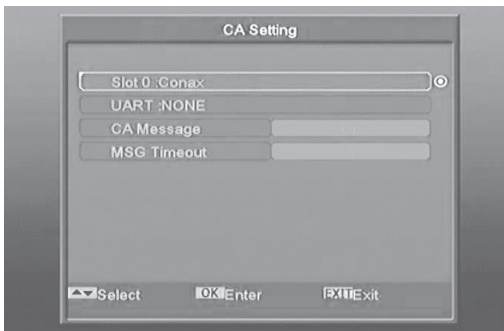 CA Setting
Slot 0 :Conax
UART :NONE
CA Message
MSG Timeout
Select OK Enter EXIT Exit